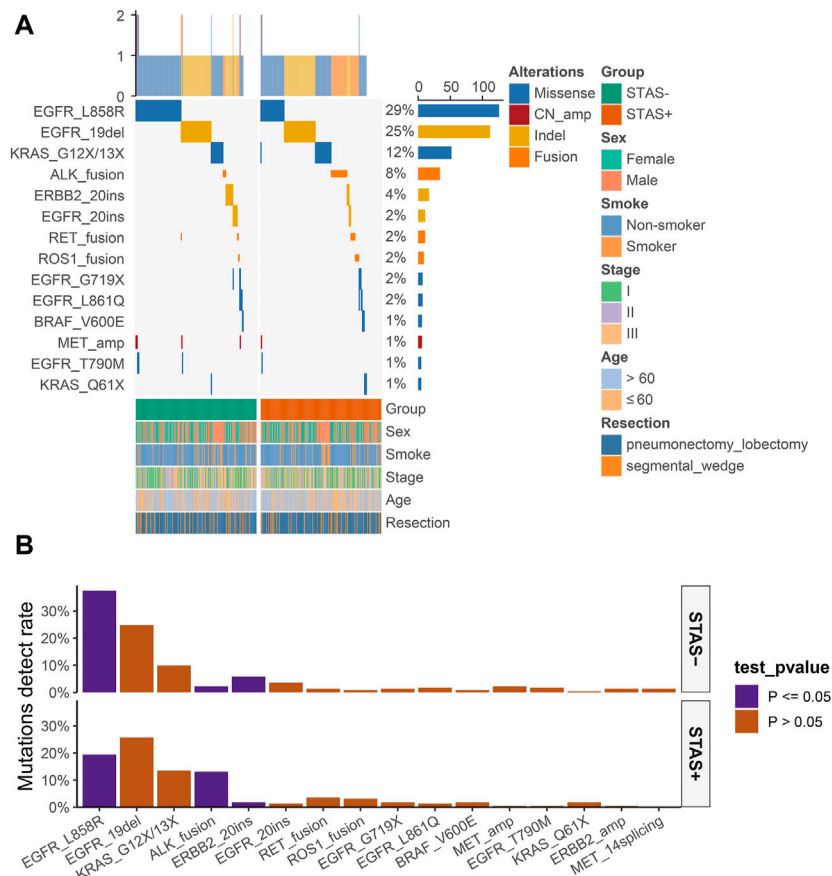 A
2
1
0
0 50 100
EGFR_L858R 29%
EGFR_19del 25%
KRAS_G12X/13X 12%
ALK_fusion 8%
ERBB2_20ins 4%
EGFR_20ins 2%
RET_fusion 2%
ROS1_fusion 2%
EGFR_G719X 2%
EGFR_L861Q 2%
BRAF_V600E 1%
MET_amp 1%
EGFR_T790M 1%
KRAS_Q61X 1%
Group
Sex
Smoke
Stage
Age
Resection
Alterations
Missense
CN_amp
Indel
Fusion
Group
STAS-
STAS+
Sex
Female
Male
Smoke
Non-smoker
Smoker
Stage
I
II
III
Age
> 60
≤ 60
Resection
pneumonectomy_lobectomy
segmental_wedge
B
Mutations detect rate
30%
20%
10%
0%
STAS−
30%
20%
10%
0%
STAS+
EGFR_L858R
EGFR_19del
KRAS_G12X/13X
ALK_fusion
ERBB2_20ins
EGFR_20ins
RET_fusion
ROS1_fusion
EGFR_G719X
EGFR_L861Q
BRAF_V600E
MET_amp
EGFR_T790M
KRAS_Q61X
ERBB2_amp
MET_14splicing
test_pvalue
P <= 0.05
P > 0.05